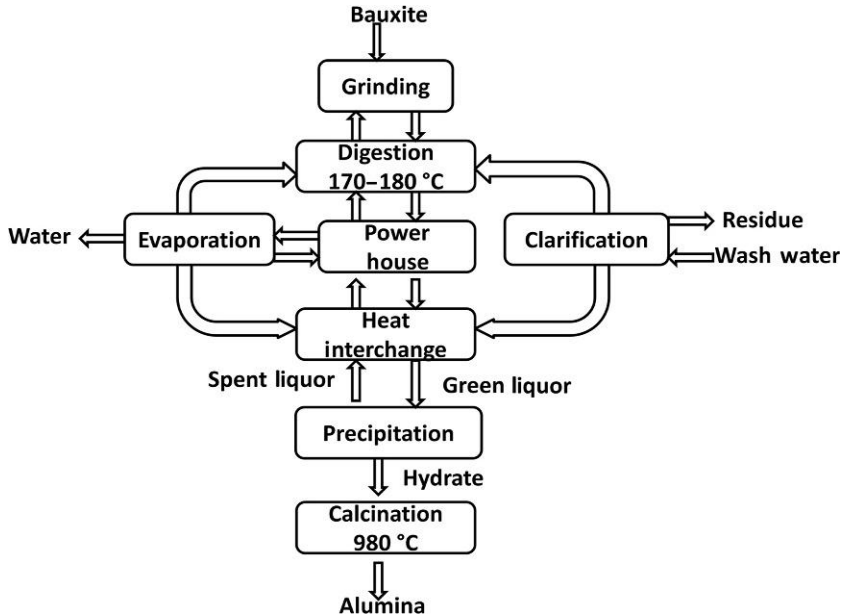 Bauxite
Grinding
Digestion
170–180 °C
Water
Evaporation
Power
house
Clarification
Residue
Wash water
Heat
interchange
Spent liquor
Green liquor
Precipitation
Hydrate
Calcination
980 °C
Alumina